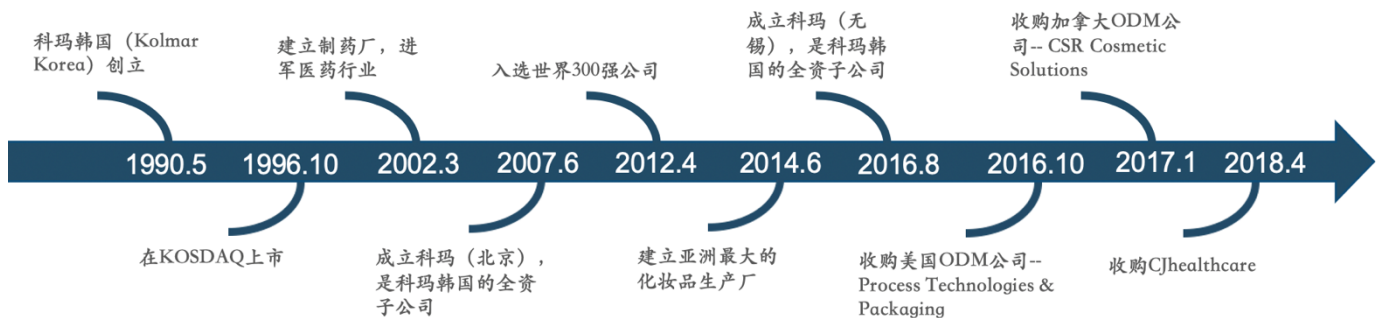 科玛韩国（Kolmar
Korea）创立
建立制药厂，进
军医药行业
入选世界300强公司
成立科玛（无
锡），是科玛韩
国的全资子公司
收购加拿大ODM公
司-- CSR Cosmetic
Solutions
1990.5 1996.10 2002.3 2007.6 2012.4 2014.6 2016.8 2016.10 2017.1 2018.4
在KOSDAQ上市
成立科玛（北京），
是科玛韩国的全资
子公司
建立亚洲最大的
化妆品生产厂
收购美国ODM公司--
Process Technologies &
Packaging
收购CJhealthcare